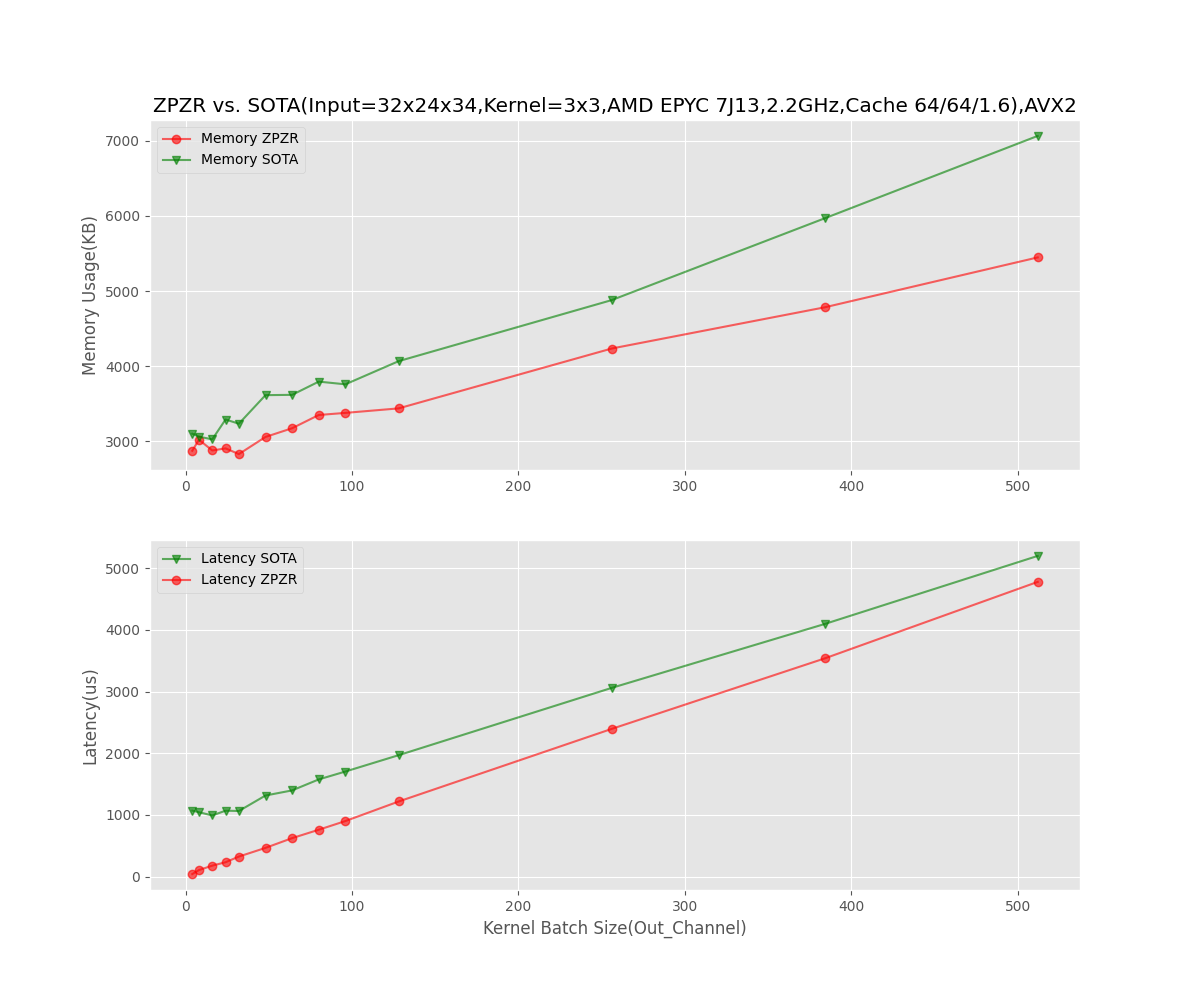 ZPZR vs. SOTA(Input=32x24x34,Kernel=3x3,AMD EPYC 7J13,2.2GHz,Cache 64/64/1.6),AVX2
Memory ZPZR
Memory SOTA
Memory Usage(KB)
7000
6000
5000
4000
3000
0 100 200 300 400 500
Latency SOTA
Latency ZPZR
Latency(us)
5000
4000
3000
2000
1000
0
0 100 200 300 400 500
Kernel Batch Size(Out_Channel)